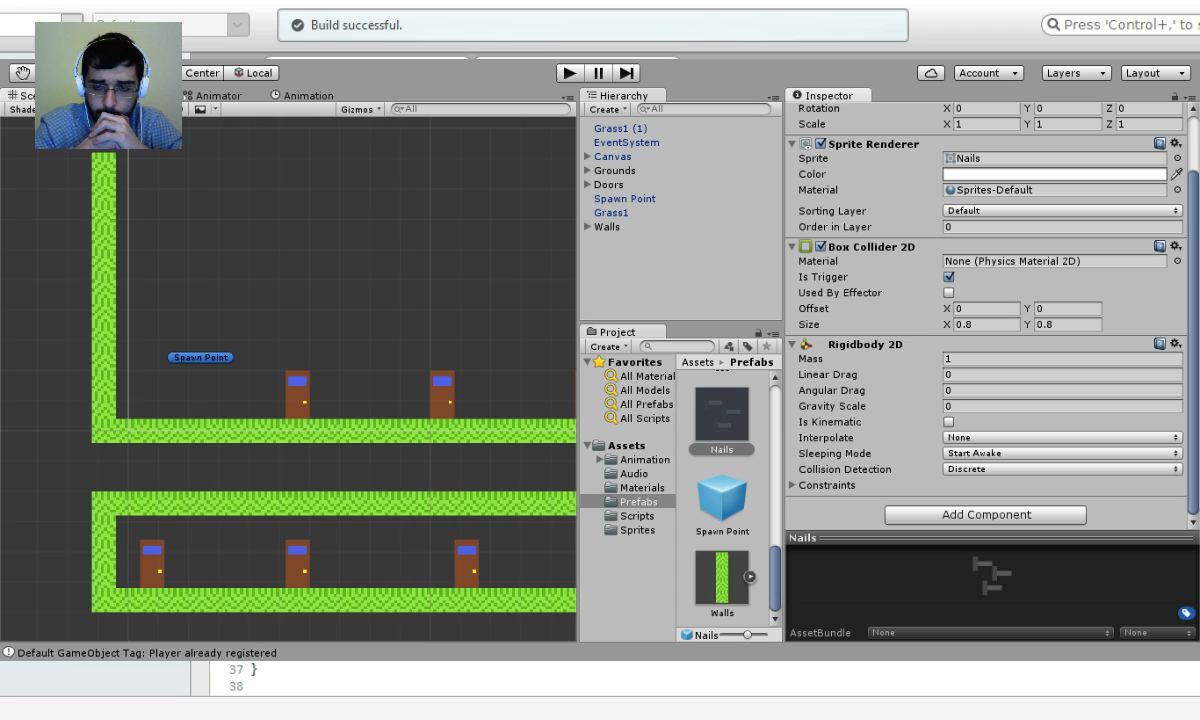 Default
Build successful.
Press 'Control+,' to s
Center
Local
Account
Layers
Layout
# Sce
Animator
Animation
Shade
Gizmos
All
Spawn Point
Hierarchy
Create
All
Grass1 (1)
EventSystem
Canvas
Grounds
Doors
Spawn Point
Grass1
Walls
Project
Create
Favorites
All Material
All Models
All Prefabs
All Scripts
Assets
Animation
Audio
Materials
Prefabs
Scripts
Sprites
Assets ▸ Prefabs
Nails
Spawn Point
Walls
Nails
Inspector
Rotation X 0 Y 0 Z 0
Scale X 1 Y 1 Z 1
Sprite Renderer
Sprite Nails
Color
Material Sprites-Default
Sorting Layer Default
Order in Layer 0
Box Collider 2D
Material None (Physics Material 2D)
Is Trigger
Used By Effector
Offset X 0 Y 0
Size X 0.8 Y 0.8
Rigidbody 2D
Mass 1
Linear Drag 0
Angular Drag 0
Gravity Scale 0
Is Kinematic
Interpolate None
Sleeping Mode Start Awake
Collision Detection Discrete
Constraints
Add Component
Nails
AssetBundle None None
Default GameObject Tag: Player already registered
37 }
38